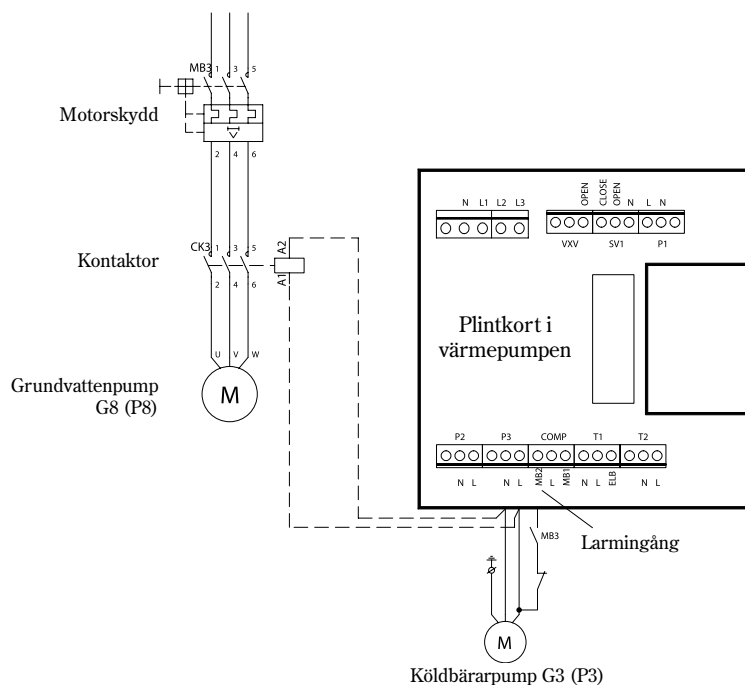 MB3 1 3 5
Motorskydd
2 4 6
Kontaktor
CK3 1 3 5
A2
A1
2 4 6
U V W
M
Grundvattenpump
G8 (P8)
OPEN CLOSE OPEN
N L1 L2 L3
N L N
VXV SV1 P1
Plintkort i
värmepumpen
P2 P3 COMP T1 T2
N L N L MB2 L MB1 N L ELB N L
Larmingång
MB3
M
Köldbärarpump G3 (P3)